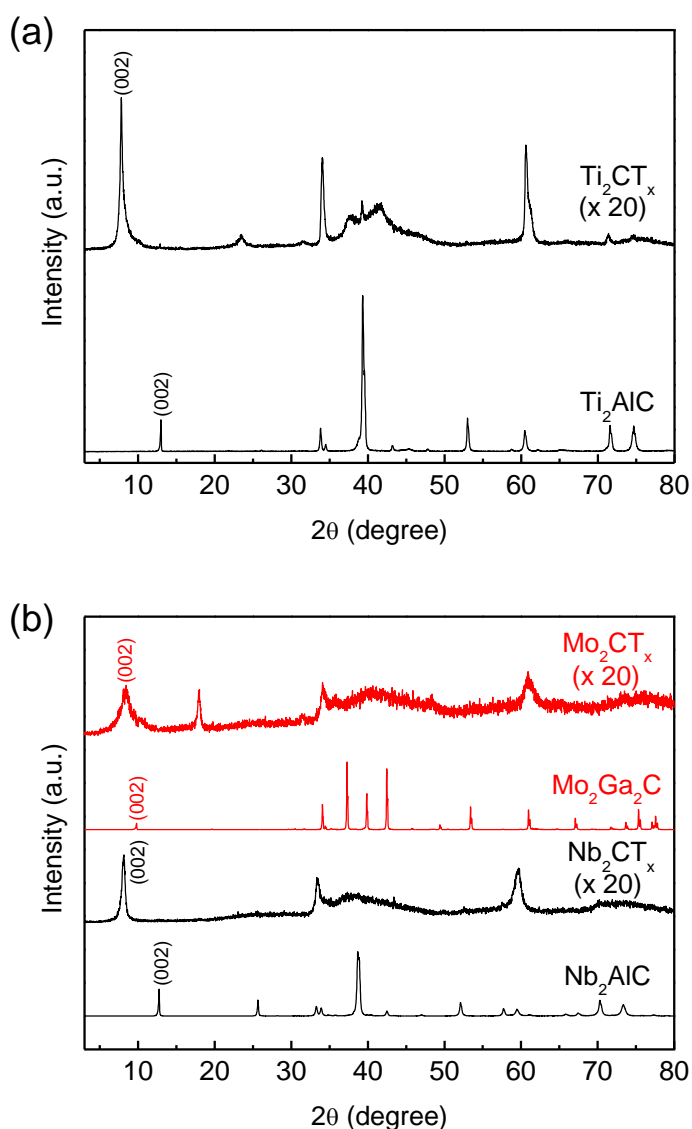 (a)
(002)
Ti₂CTₓ
(x 20)
(002)
Ti₂AlC
Intensity (a.u.)
10 20 30 40 50 60 70 80
2θ (degree)
(b)
(002)
Mo₂CTₓ
(x 20)
(002)
Mo₂Ga₂C
(002)
Nb₂CTₓ
(x 20)
(002)
Nb₂AlC
Intensity (a.u.)
10 20 30 40 50 60 70 80
2θ (degree)